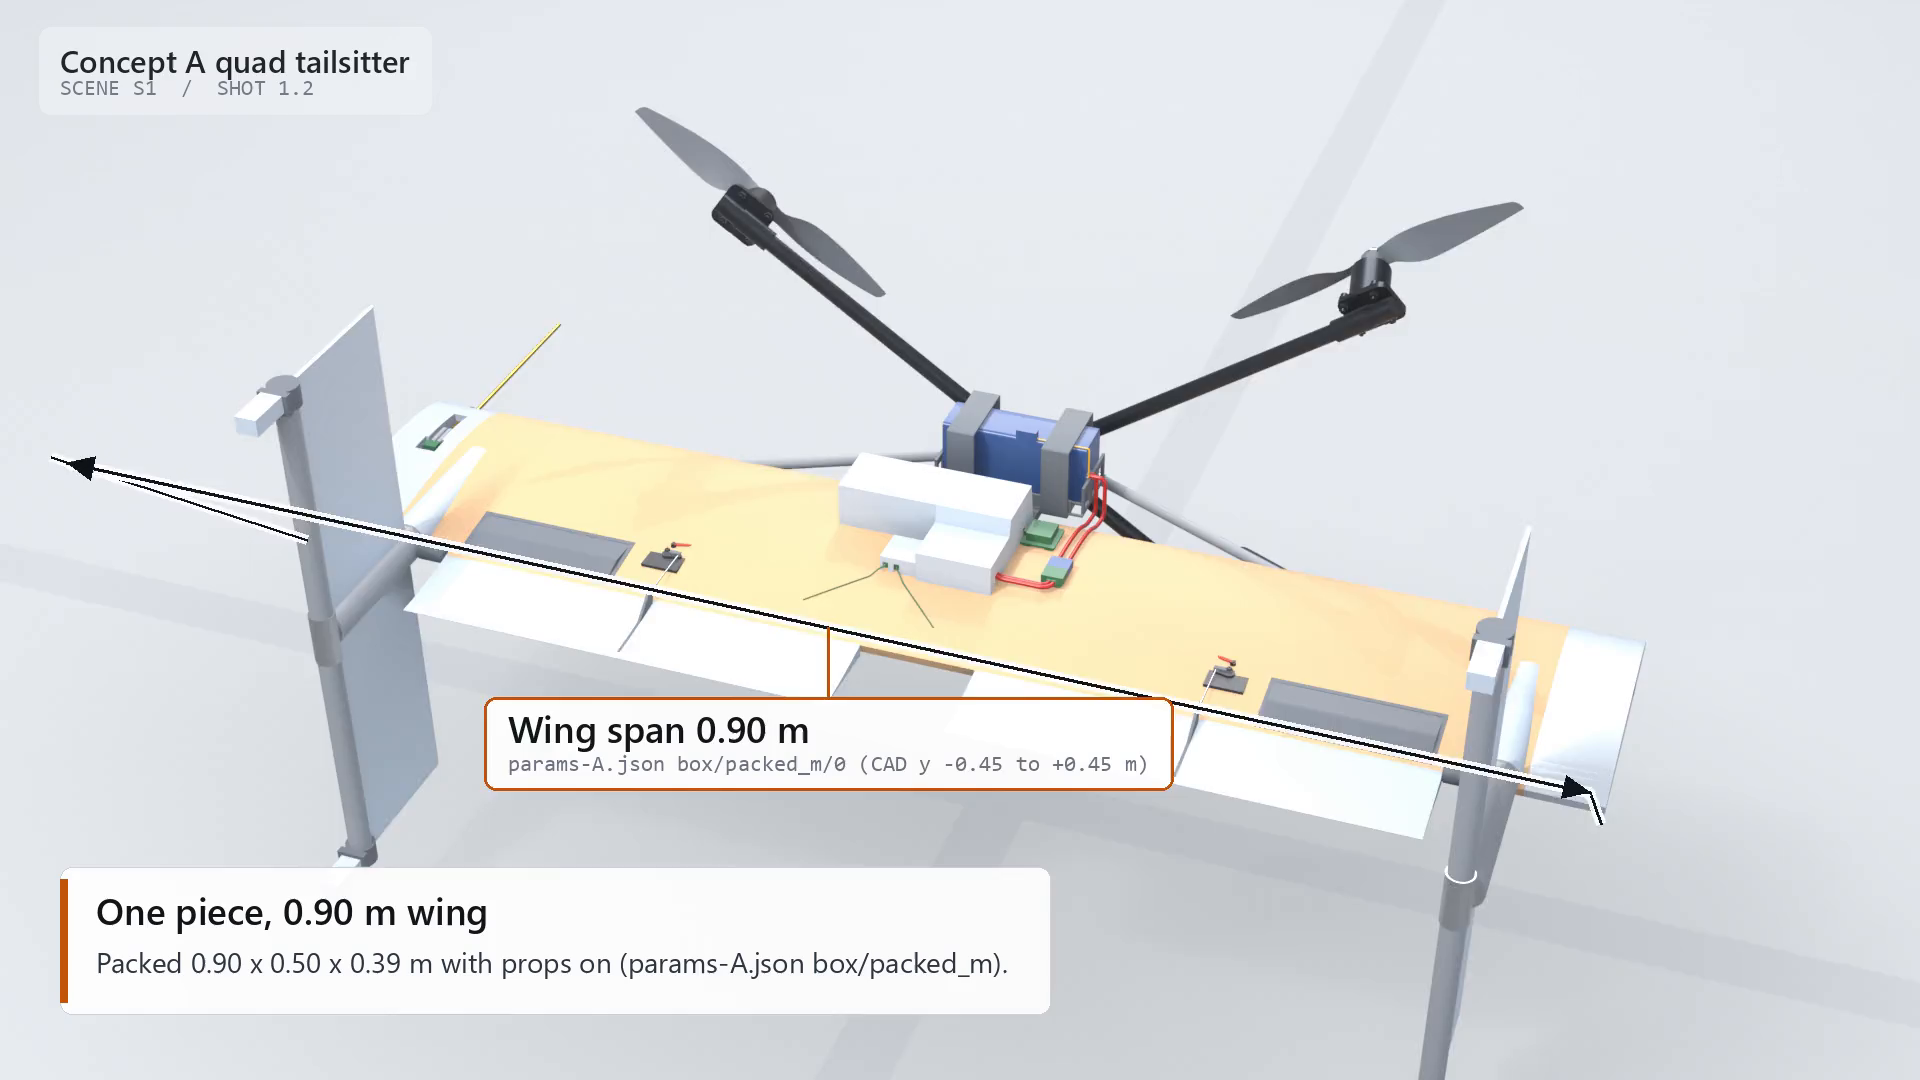 Concept A quad tailsitter
SCENE S1 / SHOT 1.2
Wing span 0.90 m
params-A.json box/packed_m/0 (CAD y -0.45 to +0.45 m)
One piece, 0.90 m wing
Packed 0.90 x 0.50 x 0.39 m with props on (params-A.json box/packed_m).